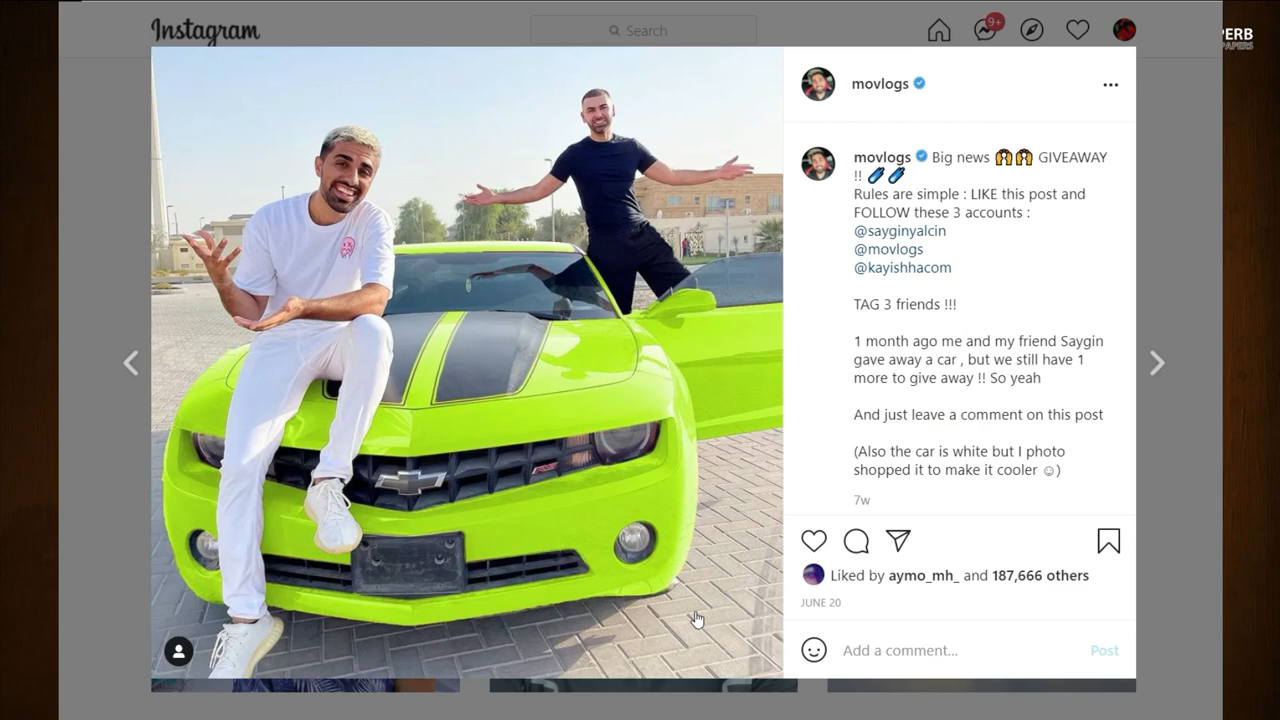 Instagram
Search
9+
PERB
PAPERS
movlogs
movlogs Big news 🙌🙌 GIVEAWAY
!! 🧴🧴
Rules are simple : LIKE this post and
FOLLOW these 3 accounts :
@sayginyalcin
@movlogs
@kayishhacom
TAG 3 friends !!!
1 month ago me and my friend Saygin
gave away a car , but we still have 1
more to give away !! So yeah
And just leave a comment on this post
(Also the car is white but I photo
shopped it to make it cooler ☺)
7w
Liked by aymo_mh_ and 187,666 others
JUNE 20
Add a comment...
Post